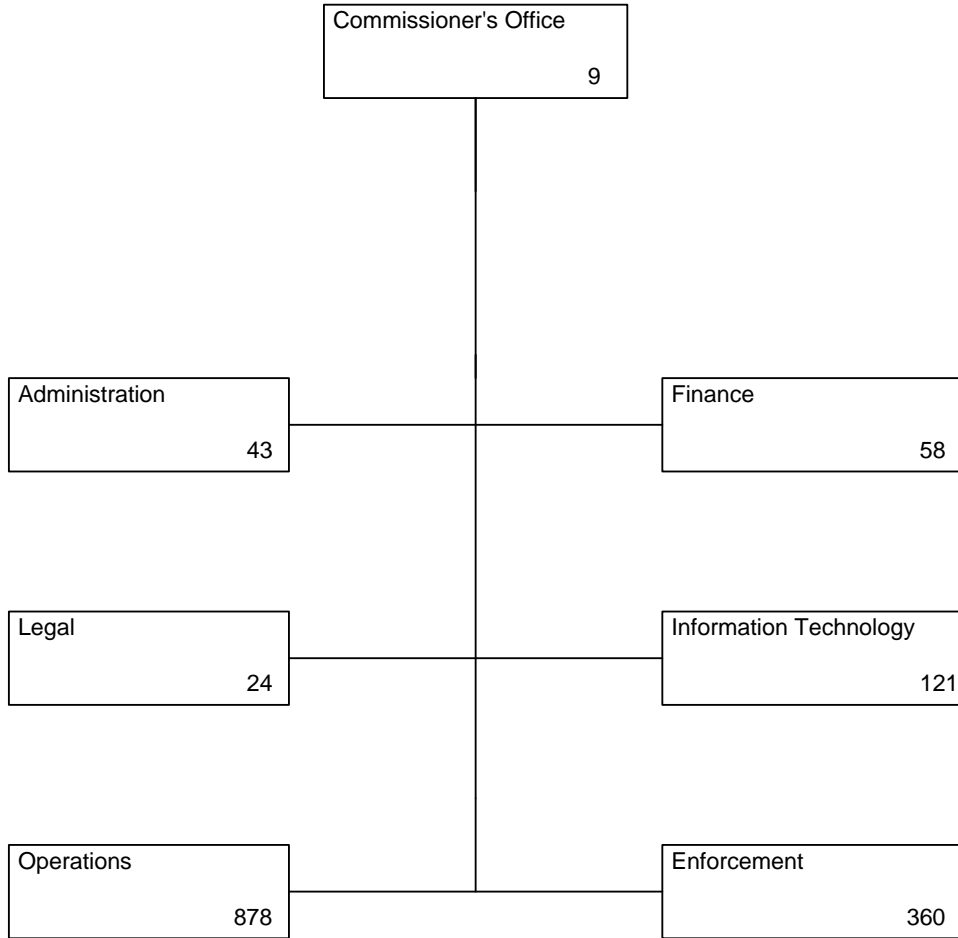 Commissioner's Office
9
Administration
43
Finance
58
Legal
24
Information Technology
121
Operations
878
Enforcement
360